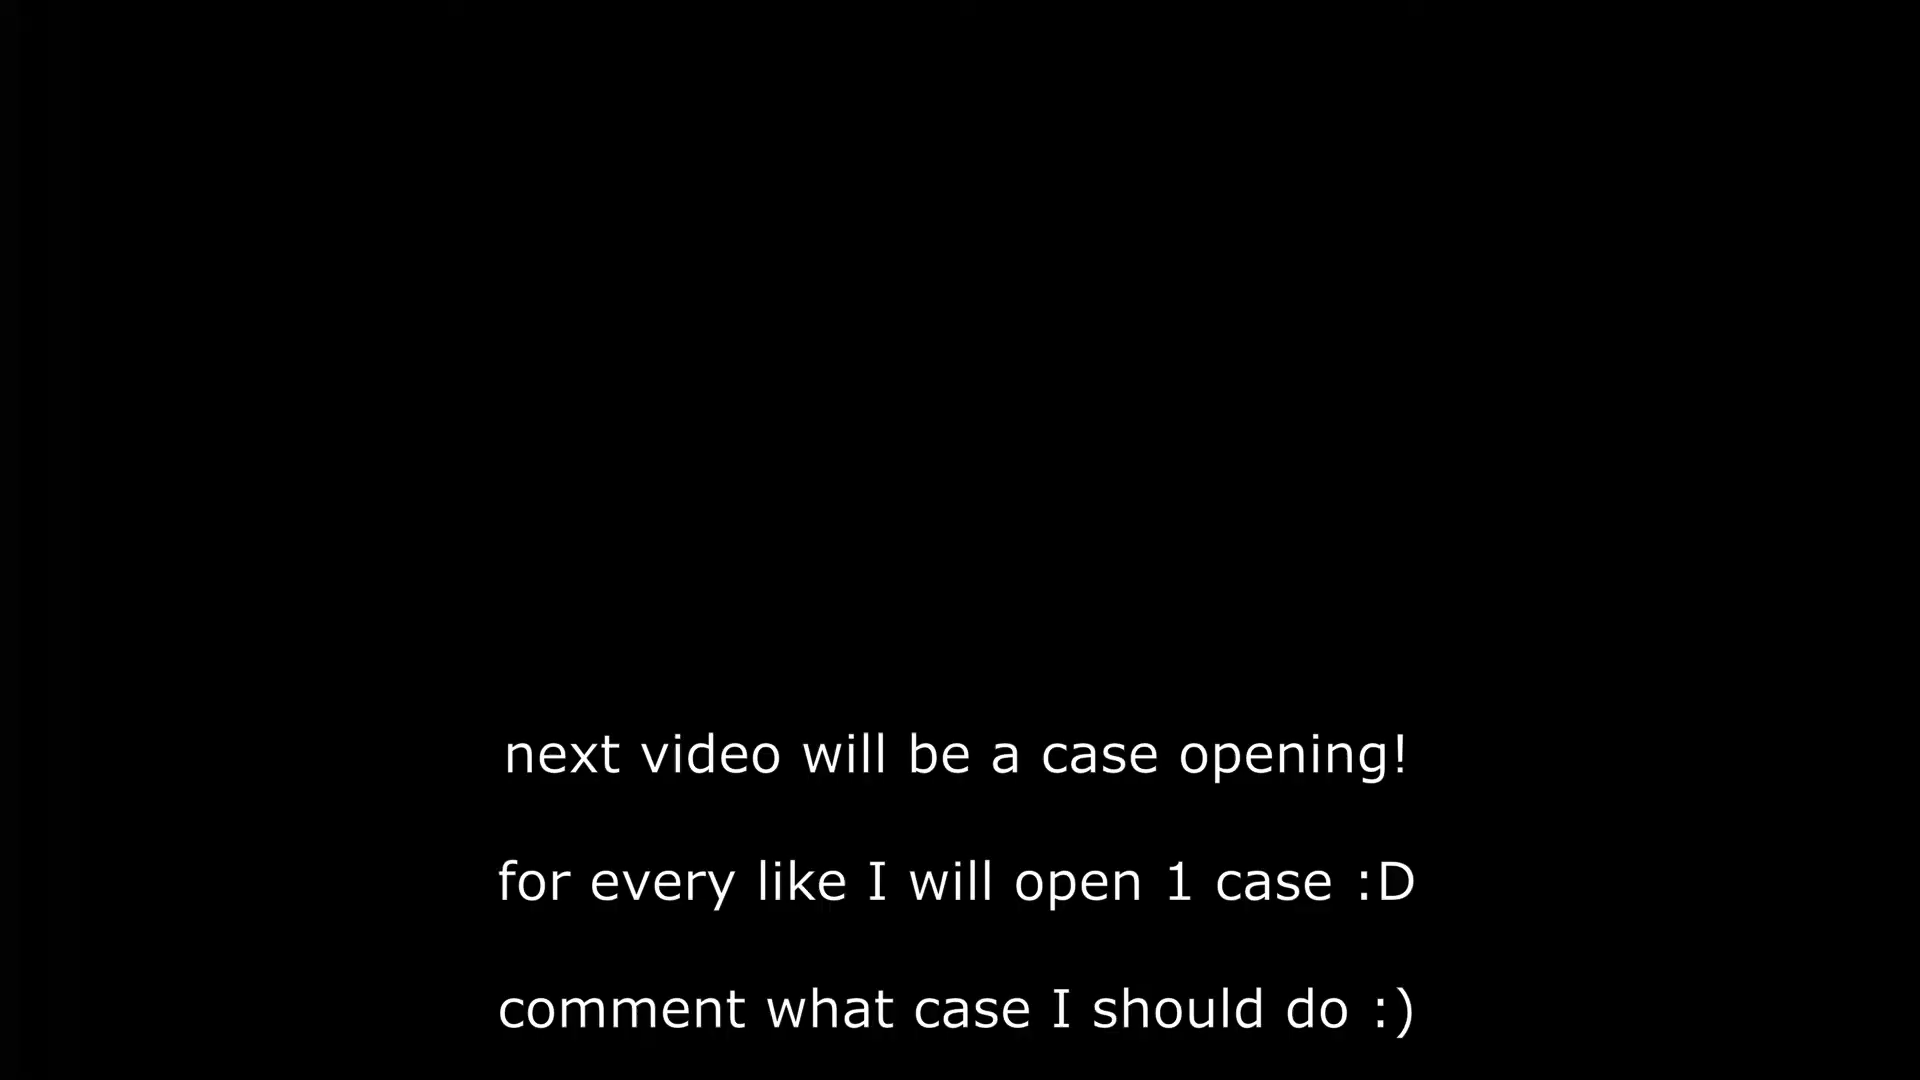 next video will be a case opening!
for every like I will open 1 case :D
comment what case I should do :)